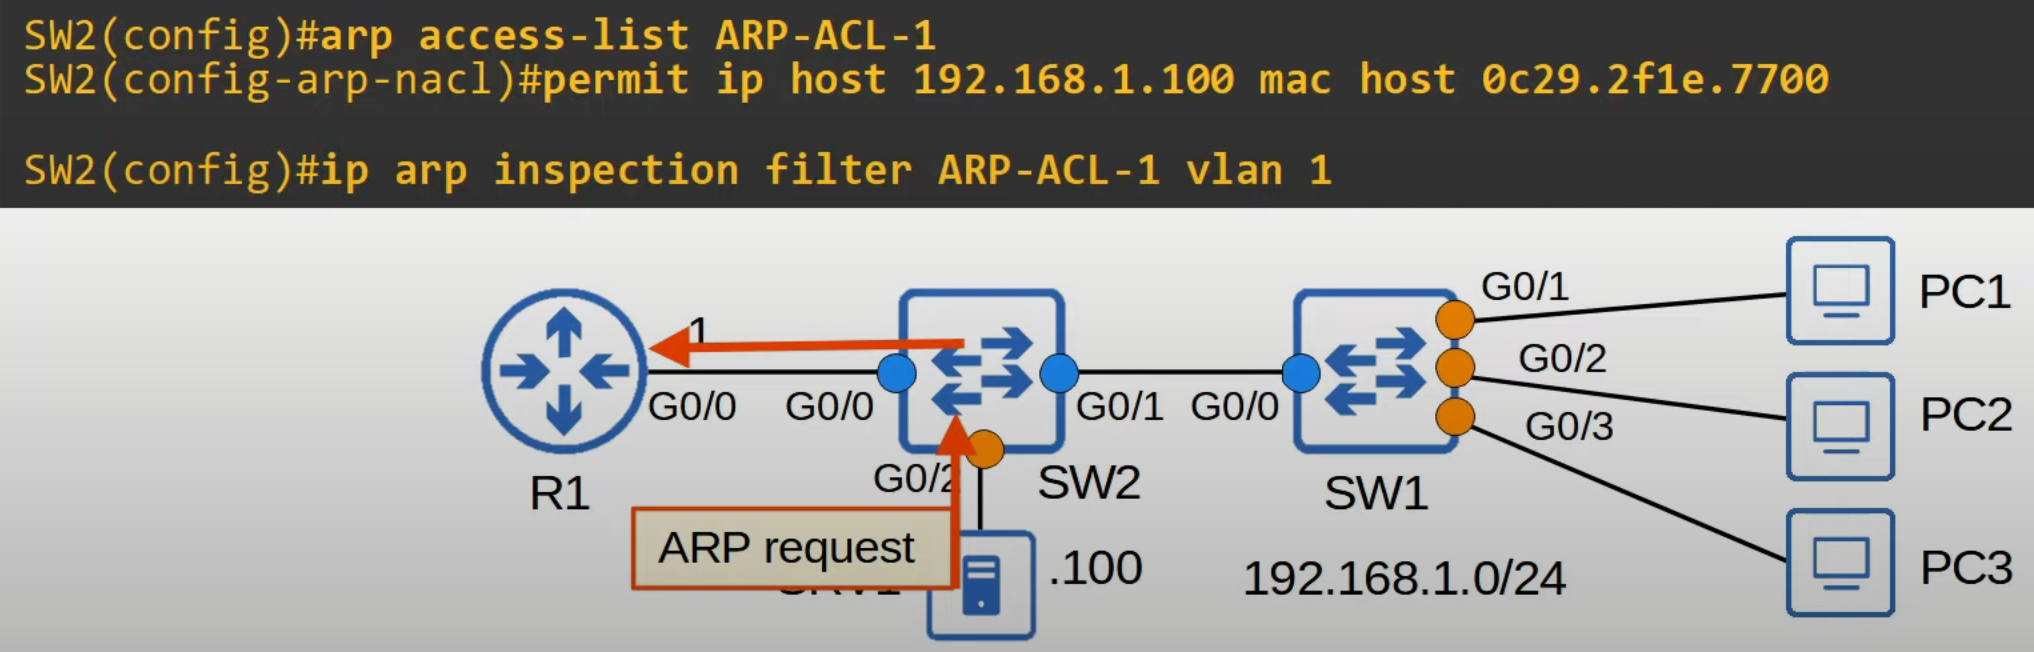 SW2(config)#arp access-list ARP-ACL-1
SW2(config-arp-nacl)#permit ip host 192.168.1.100 mac host 0c29.2f1e.7700
SW2(config)#ip arp inspection filter ARP-ACL-1 vlan 1
G0/1
PC1
.1
G0/2
G0/0
G0/0
G0/1
G0/0
PC2
G0/3
G0/2
SW2
R1
SW1
ARP request
.100
192.168.1.0/24
PC3
SRV1